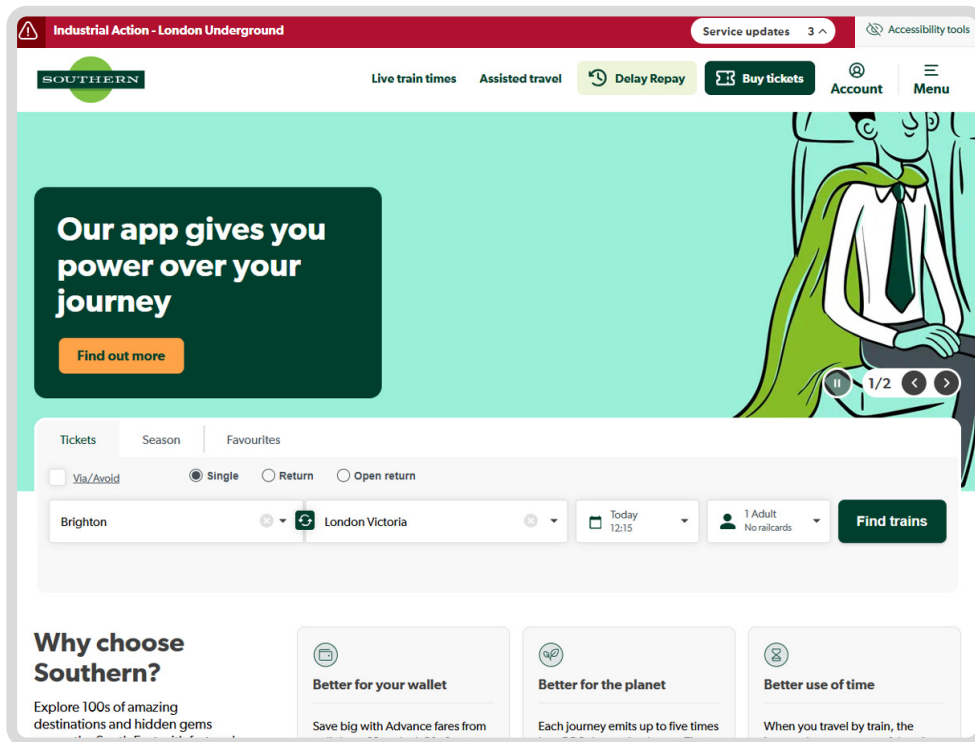 Industrial Action - London Underground
Service updates 3
Accessibility tools
SOUTHERN
Live train times
Assisted travel
Delay Repay
Buy tickets
Account
Menu
Our app gives you
power over your
journey
Find out more
1/2
Tickets
Season
Favourites
Via/Avoid
Single
Return
Open return
Brighton
London Victoria
Today
12:15
1 Adult
No railcards
Find trains
Why choose
Southern?
Explore 100s of amazing
destinations and hidden gems
Better for your wallet
Save big with Advance fares from
Better for the planet
Each journey emits up to five times
Better use of time
When you travel by train, the